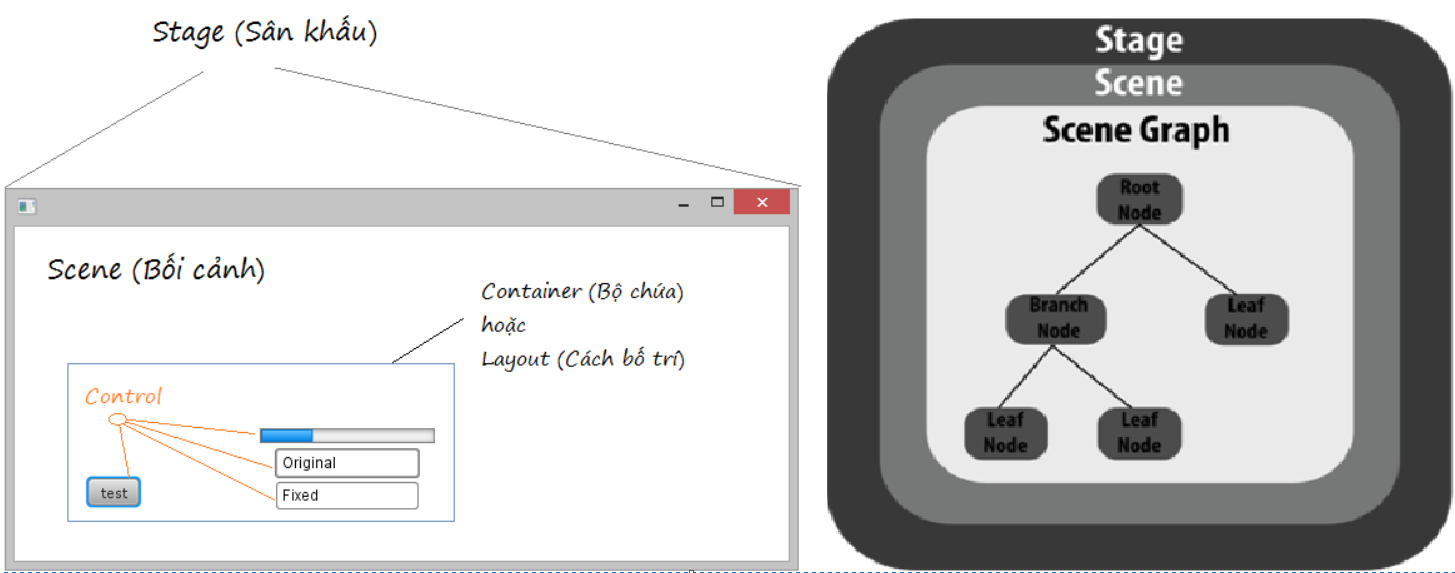 Stage (Sân khấu)
Scene (Bối cảnh)
Container (Bộ chứa)
hoặc
Layout (Cách bố trí)
Control
Original
Fixed
test
Stage
Scene
Scene Graph
Root
Node
Branch
Node
Leaf
Node
Leaf
Node
Leaf
Node